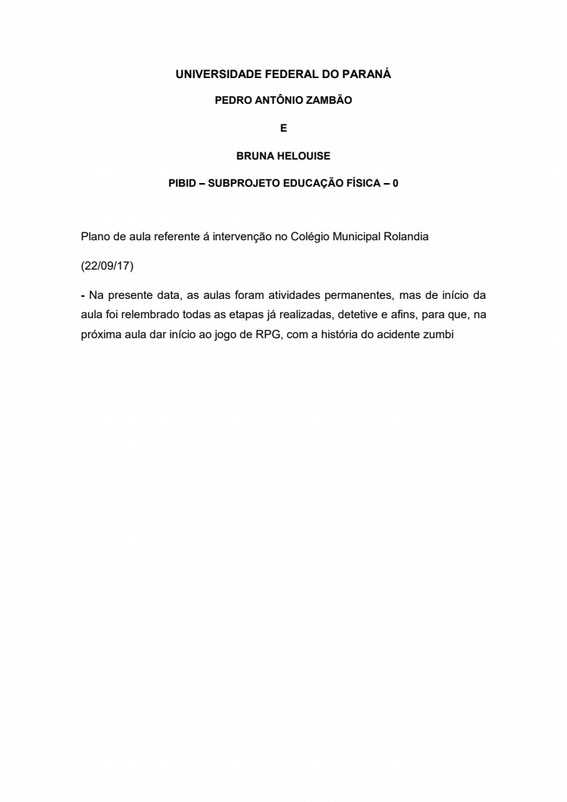 UNIVERSIDADE FEDERAL DO PARANÁ
PEDRO ANTÔNIO ZAMBÃO
E
BRUNA HELOUISE
PIBID – SUBPROJETO EDUCAÇÃO FÍSICA – 0
Plano de aula referente á intervenção no Colégio Municipal Rolandia
(22/09/17)
- Na presente data, as aulas foram atividades permanentes, mas de início da
aula foi relembrado todas as etapas já realizadas, detetive e afins, para que, na
próxima aula dar início ao jogo de RPG, com a história do acidente zumbi